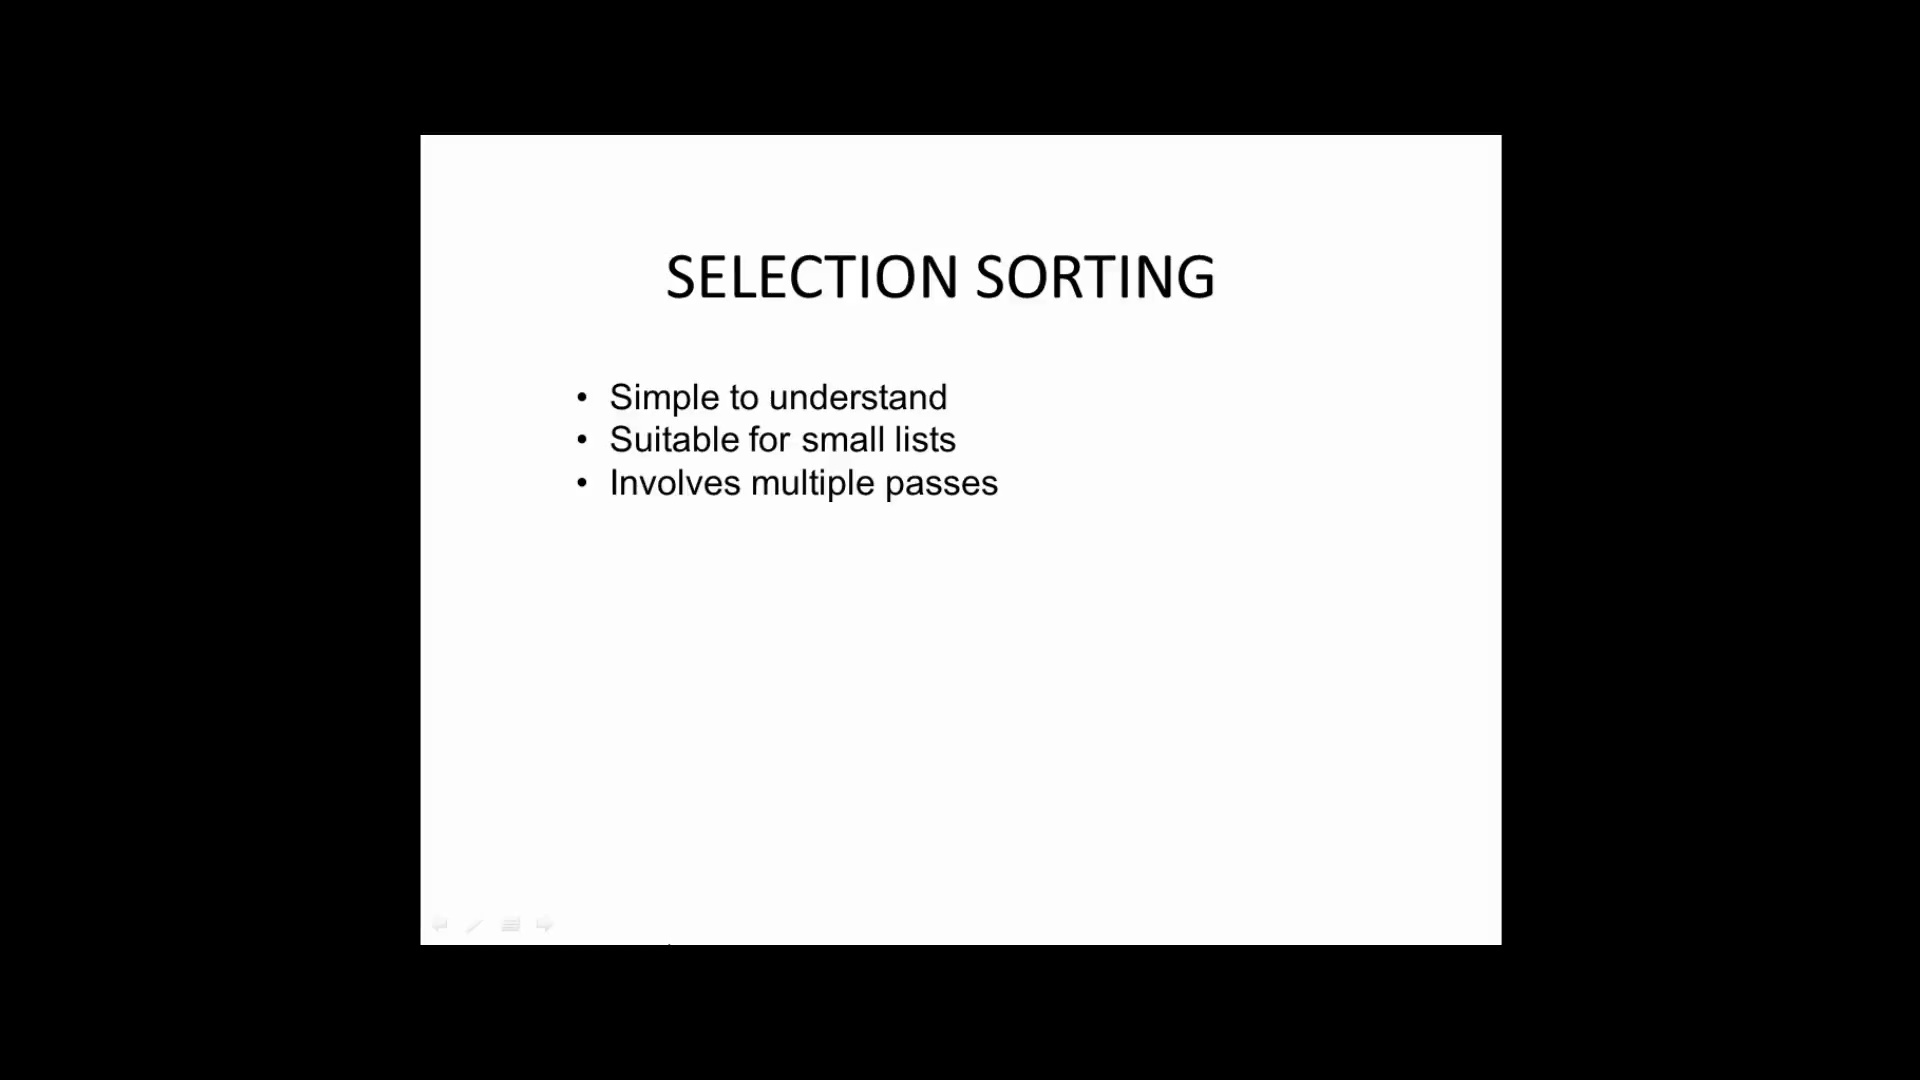 SELECTION SORTING
• Simple to understand
• Suitable for small lists
• Involves multiple passes